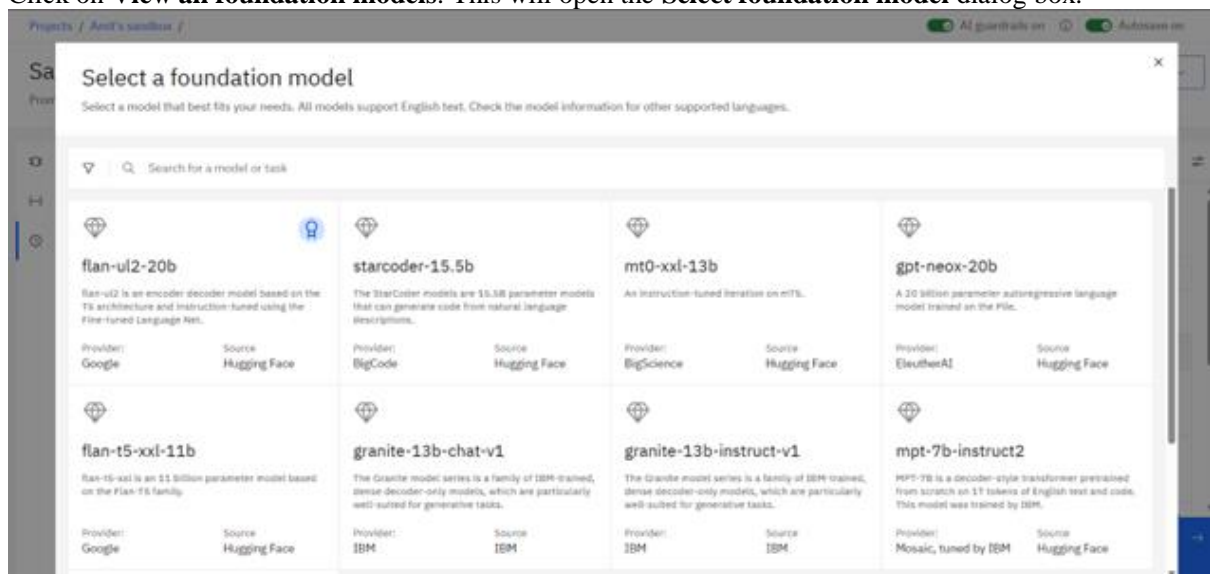 Click on View all foundation models. This will open the Select foundation model dialog box.
Projects / Amit's sandbox /
AI guardrails on
Autosave on
Sa
Select a foundation model
Prom
Select a model that best fits your needs. All models support English text. Check the model information for other supported languages.
Search for a model or task
flan-ul2-20b
flan-ul2 is an encoder decoder model based on the
T5 architecture and instruction-tuned using the
Fine-tuned Language Net.
Provider: Source
Google Hugging Face
starcoder-15.5b
The StarCoder models are 15.5B parameter models
that can generate code from natural language
descriptions.
Provider: Source
BigCode Hugging Face
mt0-xxl-13b
An instruction-tuned iteration on mT5.
Provider: Source
BigScience Hugging Face
gpt-neox-20b
A 20 billion parameter autoregressive language
model trained on the Pile.
Provider: Source
EleutherAI Hugging Face
flan-t5-xxl-11b
flan-t5-xxl is an 11 billion parameter model based
on the Flan-T5 family.
Provider: Source
Google Hugging Face
granite-13b-chat-v1
The Granite model series is a family of IBM-trained,
dense decoder-only models, which are particularly
well-suited for generative tasks.
Provider: Source
IBM IBM
granite-13b-instruct-v1
The Granite model series is a family of IBM-trained,
dense decoder-only models, which are particularly
well-suited for generative tasks.
Provider: Source
IBM IBM
mpt-7b-instruct2
MPT-7B is a decoder-style transformer pretrained
from scratch on 1T tokens of English text and code.
This model was trained by IBM.
Provider: Source
Mosaic, tuned by IBM Hugging Face